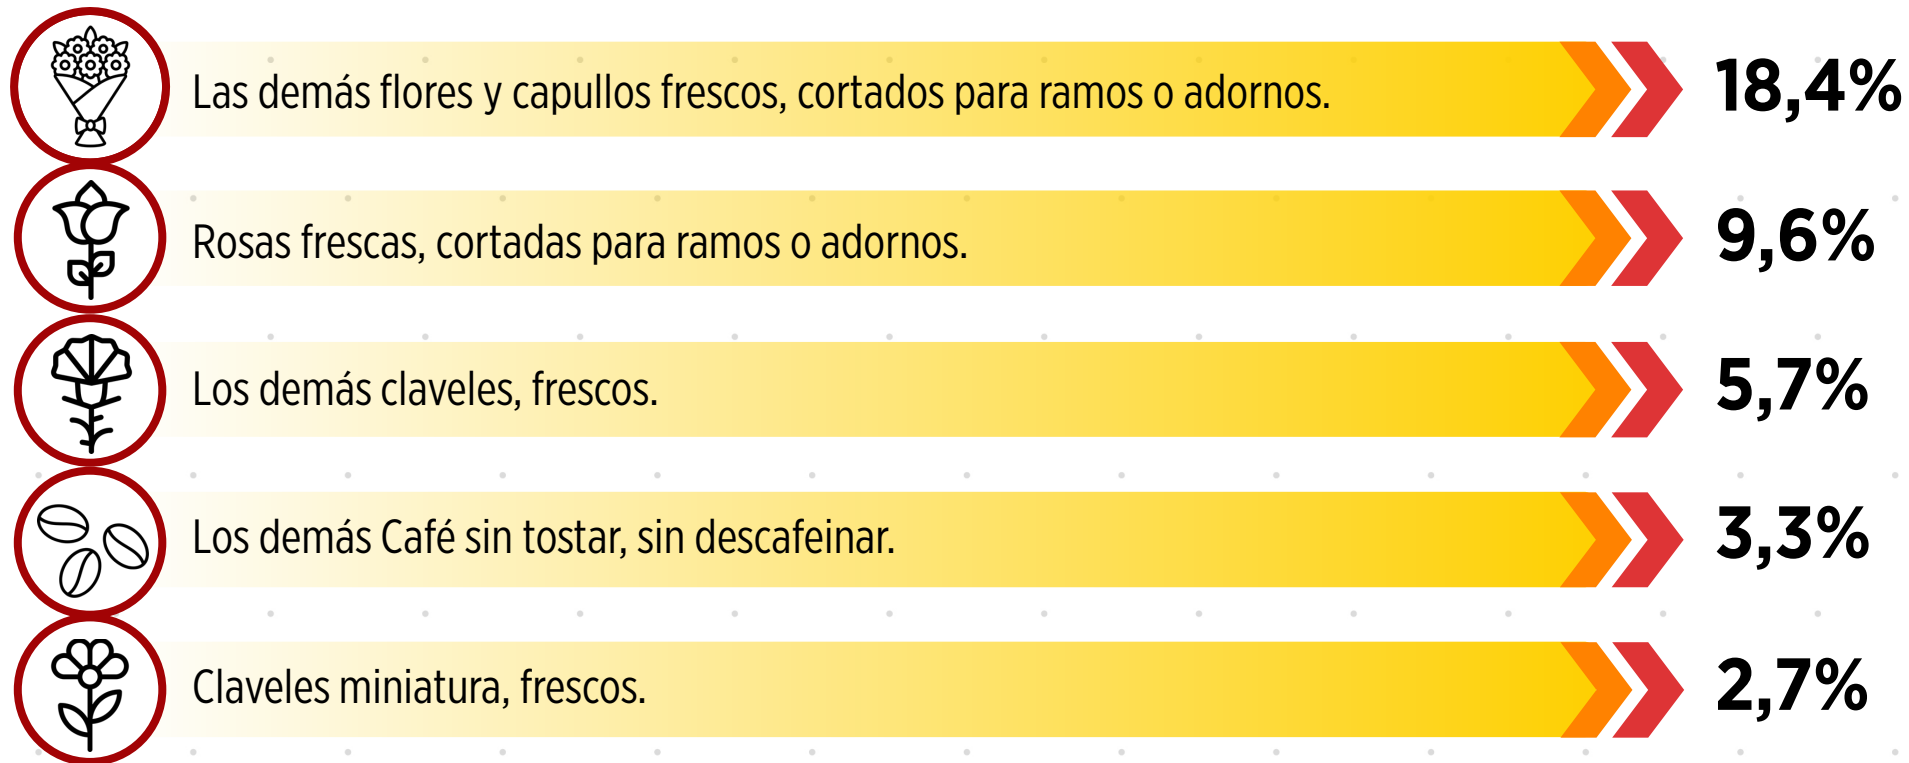 Las demás flores y capullos frescos, cortados para ramos o adornos.
18,4%
Rosas frescas, cortadas para ramos o adornos.
9,6%
Los demás claveles, frescos.
5,7%
Los demás Café sin tostar, sin descafeinar.
3,3%
Claveles miniatura, frescos.
2,7%